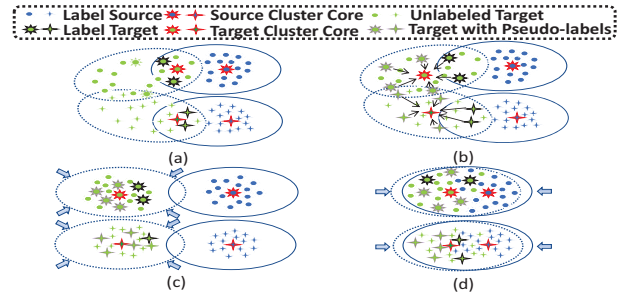 Label Source Source Cluster Core Unlabeled Target
Label Target Target Cluster Core Target with Pseudo-labels
(a) (b)
(c) (d)